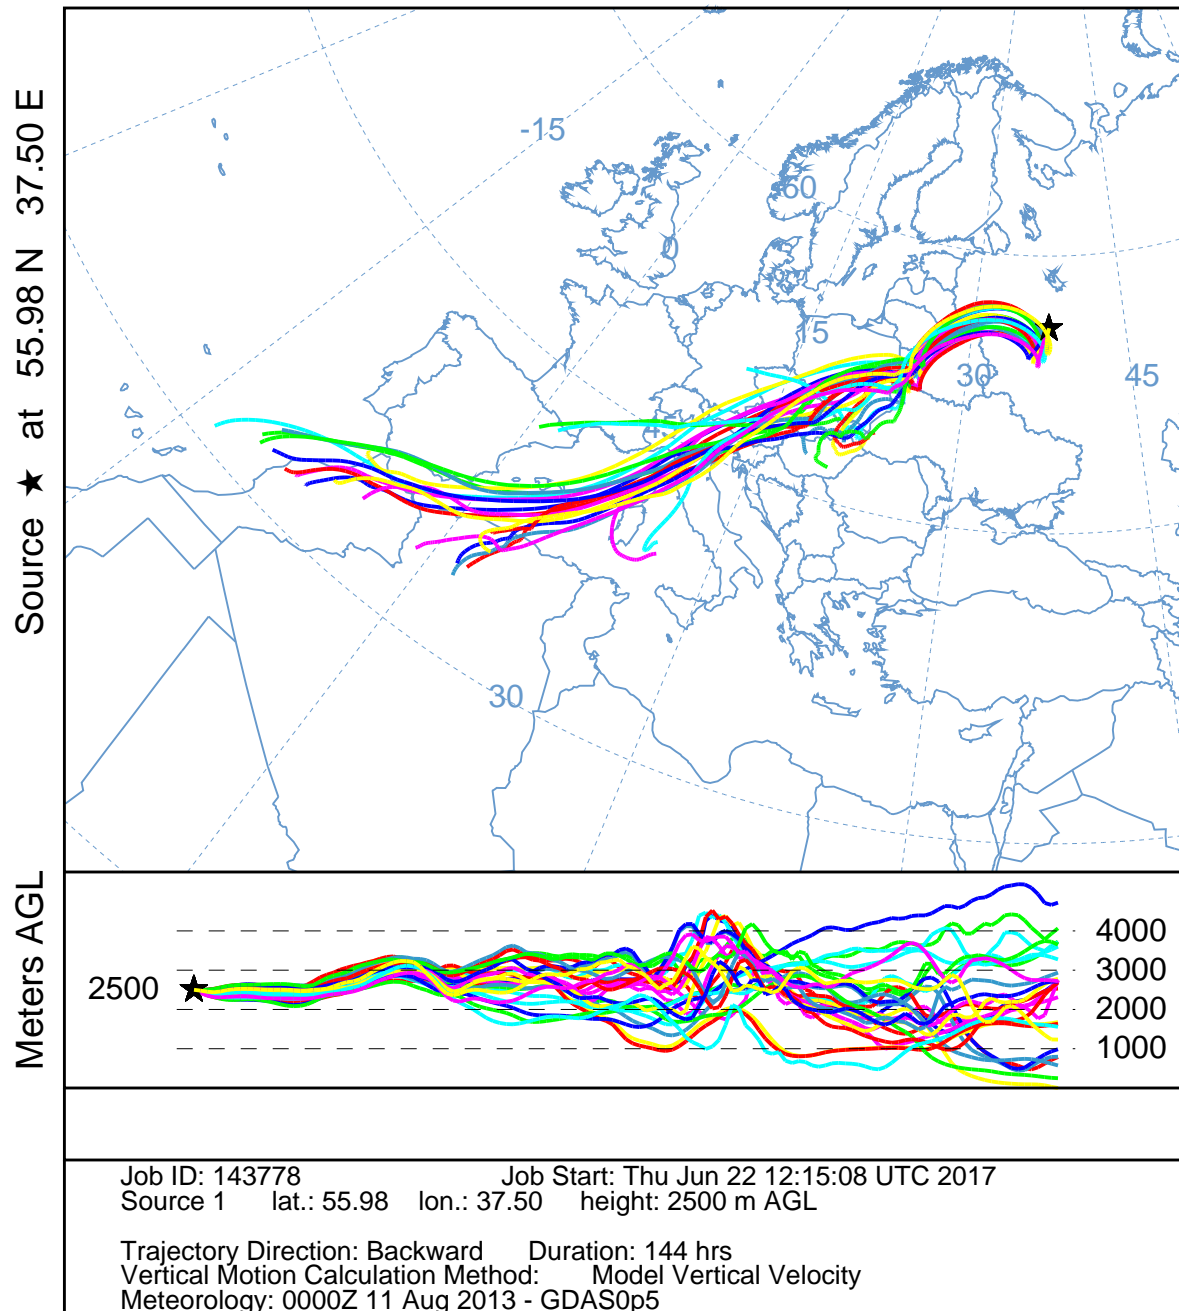 Source ★ at 55.98 N 37.50 E
-15
60
0
15
30
45
30
Meters AGL
2500
4000
3000
2000
1000
Job ID: 143778 Job Start: Thu Jun 22 12:15:08 UTC 2017
Source 1 lat.: 55.98 lon.: 37.50 height: 2500 m AGL
Trajectory Direction: Backward Duration: 144 hrs
Vertical Motion Calculation Method: Model Vertical Velocity
Meteorology: 0000Z 11 Aug 2013 - GDAS0p5